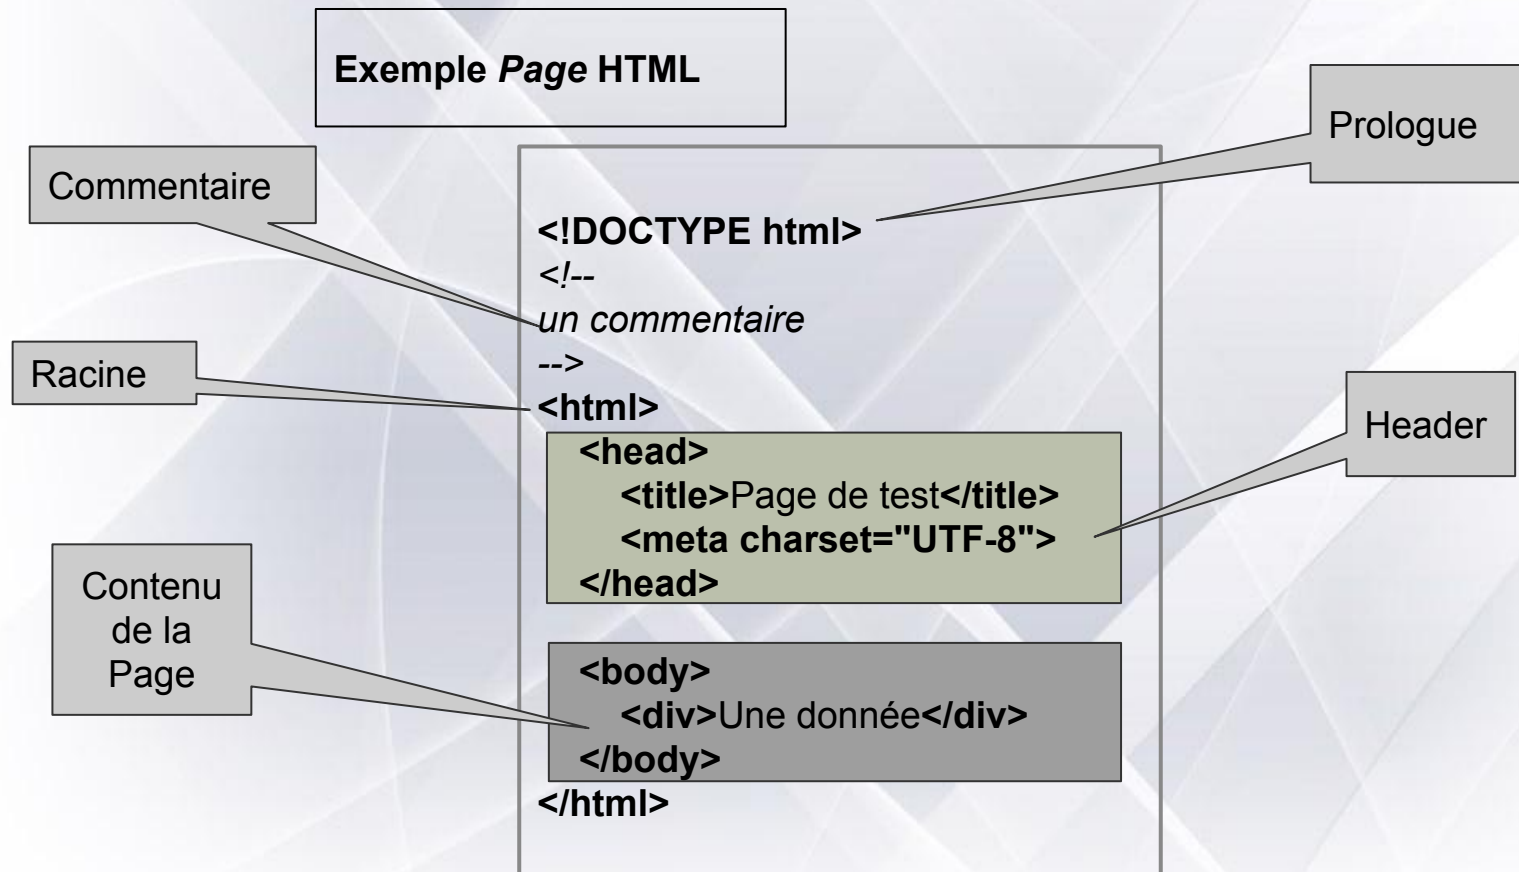 Exemple Page HTML
Prologue
Commentaire
<!DOCTYPE html>
<!--
un commentaire
-->
Racine
<html>
Header
<head>
<title>Page de test</title>
<meta charset="UTF-8">
</head>
Contenu
de la
Page
<body>
<div>Une donnée</div>
</body>
</html>